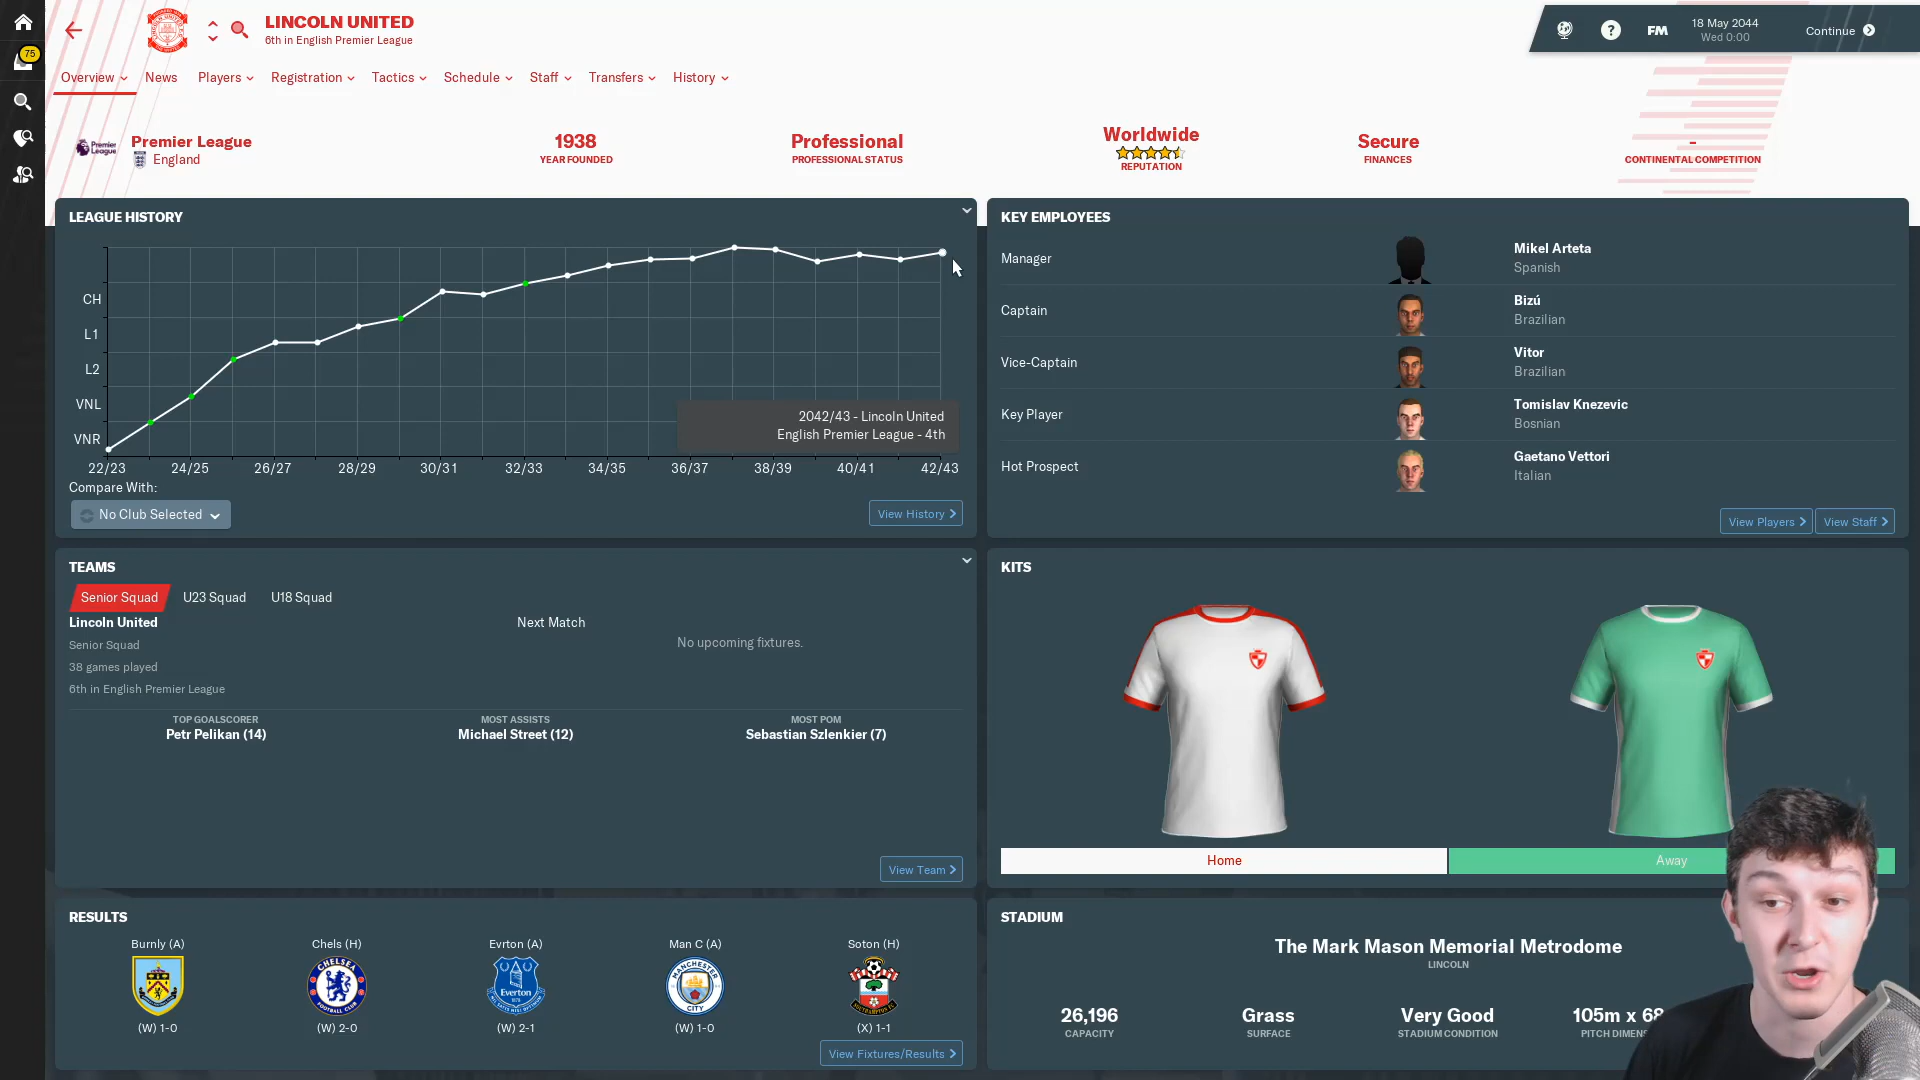 LINCOLN UNITED
6th in English Premier League
75
FM
18 May 2044
Wed 0:00
Continue
Overview
News
Players
Registration
Tactics
Schedule
Staff
Transfers
History
Premier League
England
1938
YEAR FOUNDED
Professional
PROFESSIONAL STATUS
Worldwide
REPUTATION
Secure
FINANCES
-
CONTINENTAL COMPETITION
LEAGUE HISTORY
CH
L1
L2
VNL
VNR
2042/43 - Lincoln United
English Premier League - 4th
22/23 24/25 26/27 28/29 30/31 32/33 34/35 36/37 38/39 40/41 42/43
Compare With:
No Club Selected
View History
KEY EMPLOYEES
Manager
Mikel Arteta
Spanish
Captain
Bizú
Brazilian
Vice-Captain
Vitor
Brazilian
Key Player
Tomislav Knezevic
Bosnian
Hot Prospect
Gaetano Vettori
Italian
View Players
View Staff
TEAMS
Senior Squad
U23 Squad
U18 Squad
Lincoln United
Senior Squad
38 games played
6th in English Premier League
Next Match
No upcoming fixtures.
TOP GOALSCORER
Petr Pelikan (14)
MOST ASSISTS
Michael Street (12)
MOST POM
Sebastian Szlenkier (7)
View Team
KITS
Home
Away
RESULTS
Burnly (A)
(W) 1-0
Chels (H)
CHELSEA
FOOTBALL CLUB
(W) 2-0
Evrton (A)
Everton
(W) 2-1
Man C (A)
MANCHESTER
CITY
(W) 1-0
Soton (H)
(X) 1-1
View Fixtures/Results
STADIUM
The Mark Mason Memorial Metrodome
LINCOLN
26,196
CAPACITY
Grass
SURFACE
Very Good
STADIUM CONDITION
105m x 68
PITCH DIMENS